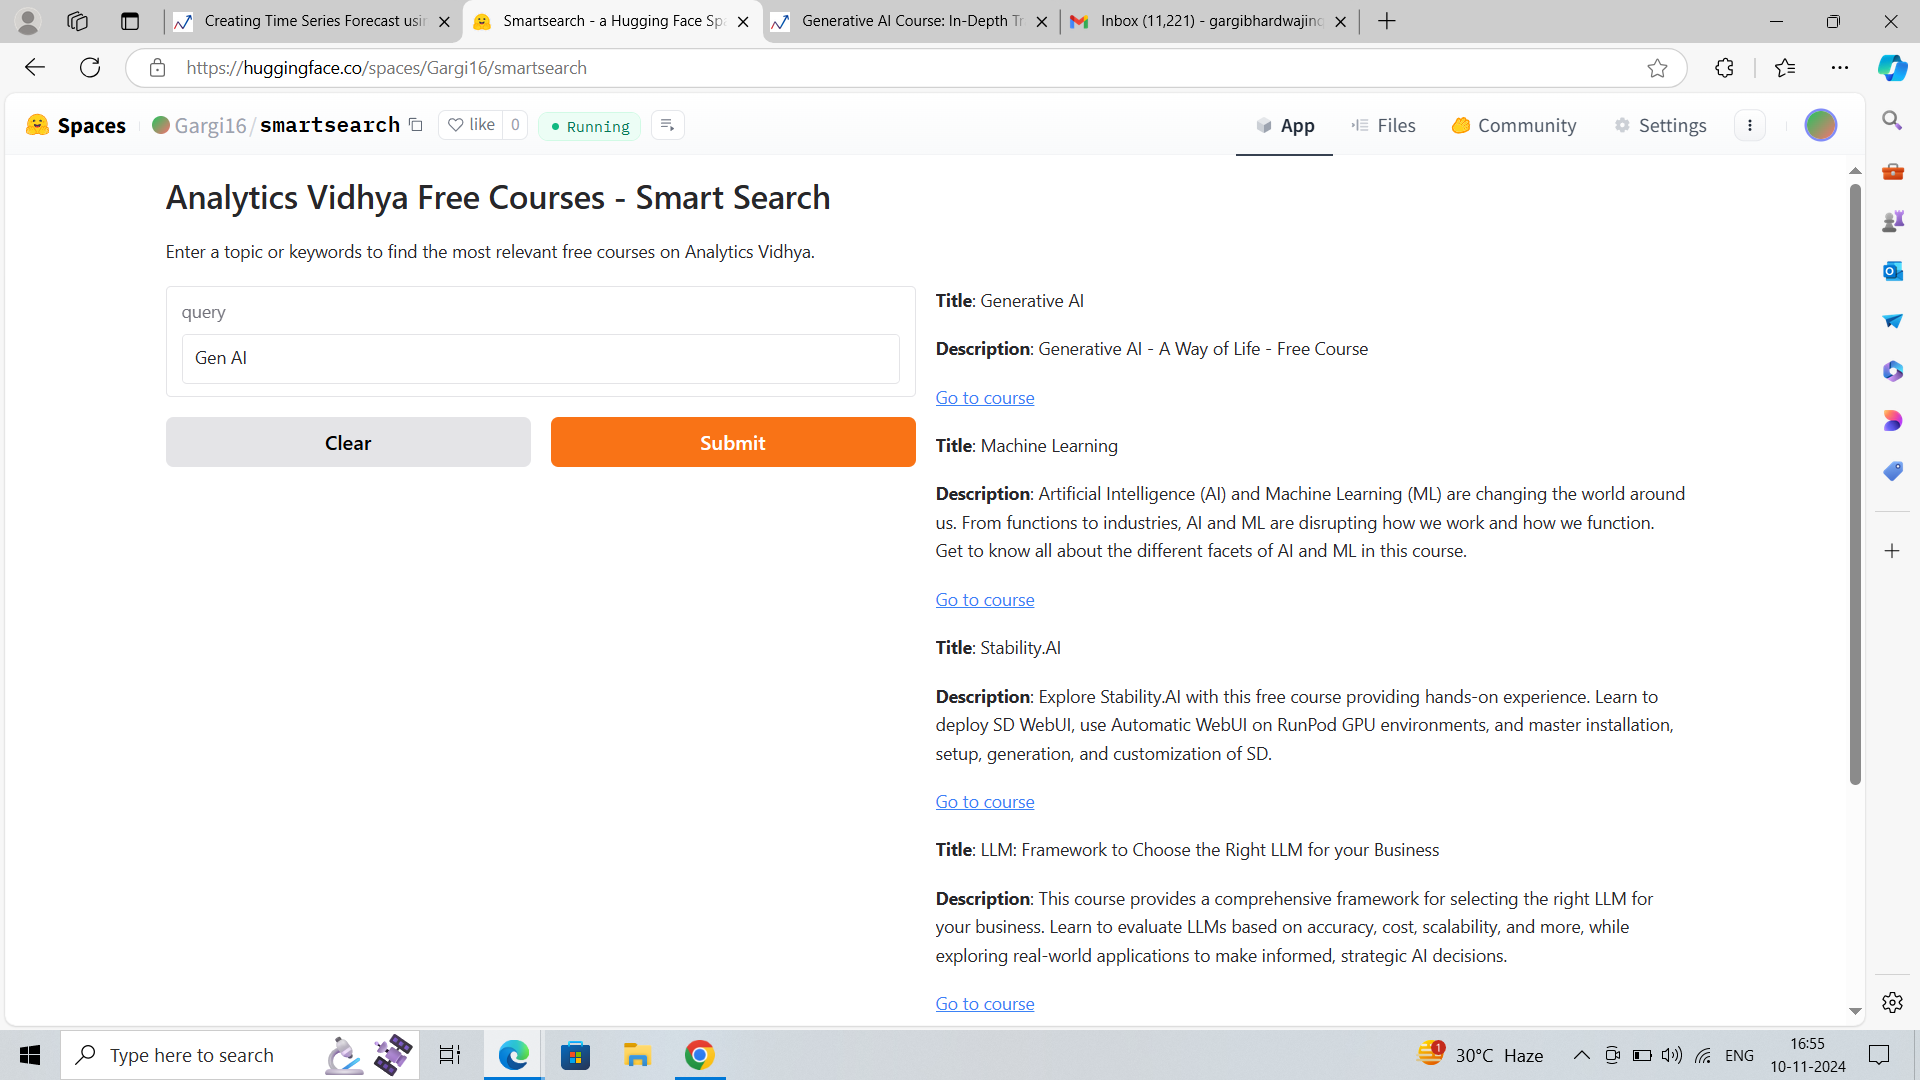 Creating Time Series Forecast usin
Smartsearch - a Hugging Face Spa
Generative AI Course: In-Depth Tr
Inbox (11,221) - gargibhardwajinc
https://huggingface.co/spaces/Gargi16/smartsearch
Spaces Gargi16/smartsearch like 0 Running App Files Community Settings
Analytics Vidhya Free Courses - Smart Search
Enter a topic or keywords to find the most relevant free courses on Analytics Vidhya.
query
Gen AI
Clear Submit
Title: Generative AI
Description: Generative AI - A Way of Life - Free Course
Go to course
Title: Machine Learning
Description: Artificial Intelligence (AI) and Machine Learning (ML) are changing the world around
us. From functions to industries, AI and ML are disrupting how we work and how we function.
Get to know all about the different facets of AI and ML in this course.
Go to course
Title: Stability.AI
Description: Explore Stability.AI with this free course providing hands-on experience. Learn to
deploy SD WebUI, use Automatic WebUI on RunPod GPU environments, and master installation,
setup, generation, and customization of SD.
Go to course
Title: LLM: Framework to Choose the Right LLM for your Business
Description: This course provides a comprehensive framework for selecting the right LLM for
your business. Learn to evaluate LLMs based on accuracy, cost, scalability, and more, while
exploring real-world applications to make informed, strategic AI decisions.
Go to course
Type here to search
1
30°C Haze
ENG
16:55
10-11-2024